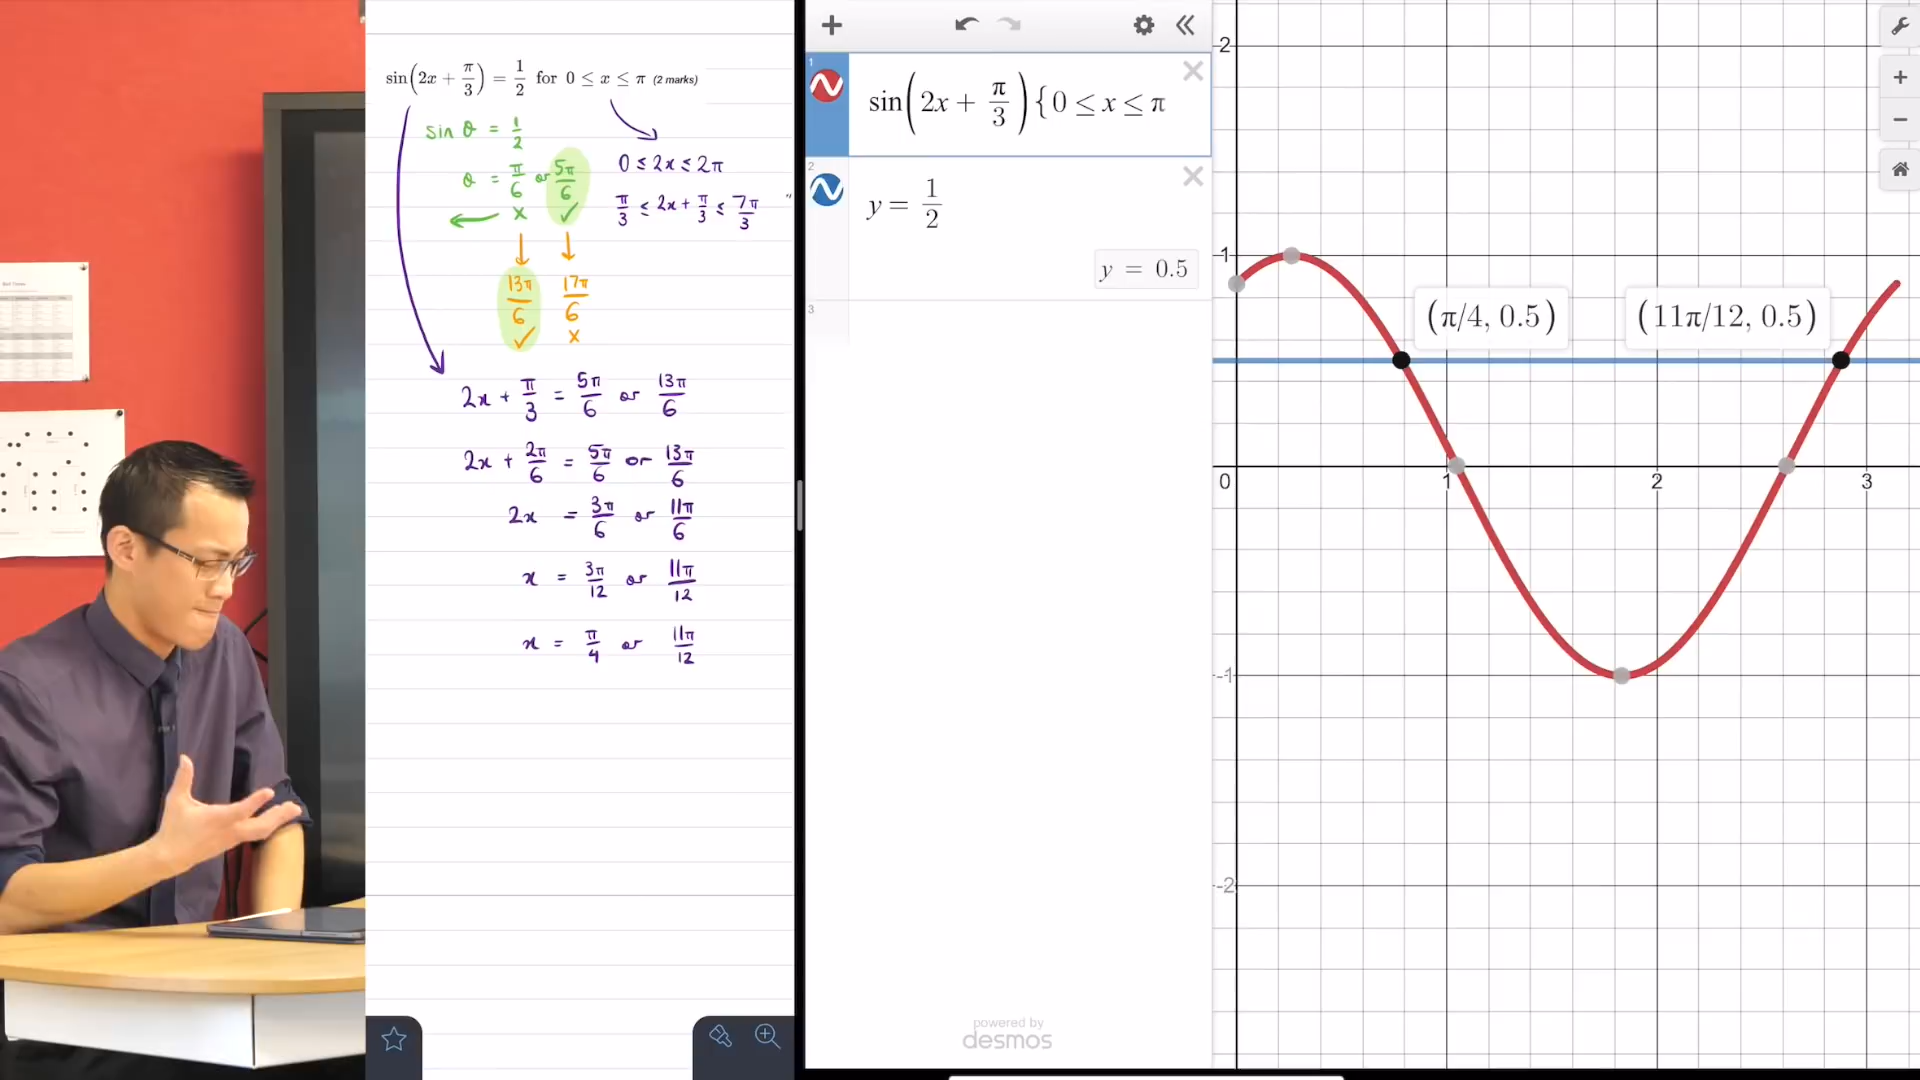 sin(2x + π/3) = 1/2 for 0 ≤ x ≤ π (2 marks)
sin θ = 1/2
θ = π/6 or 5π/6
× ✓
13π/6 17π/6
✓ ×
0 ≤ 2x ≤ 2π
π/3 ≤ 2x + π/3 ≤ 7π/3
2x + π/3 = 5π/6 or 13π/6
2x + 2π/6 = 5π/6 or 13π/6
2x = 3π/6 or 11π/6
x = 3π/12 or 11π/12
x = π/4 or 11π/12
1
sin(2x + π/3){0 ≤ x ≤ π
2
y = 1/2
y = 0.5
3
powered by
desmos
2
1
(π/4, 0.5) (11π/12, 0.5)
0 1 2 3
-1
-2